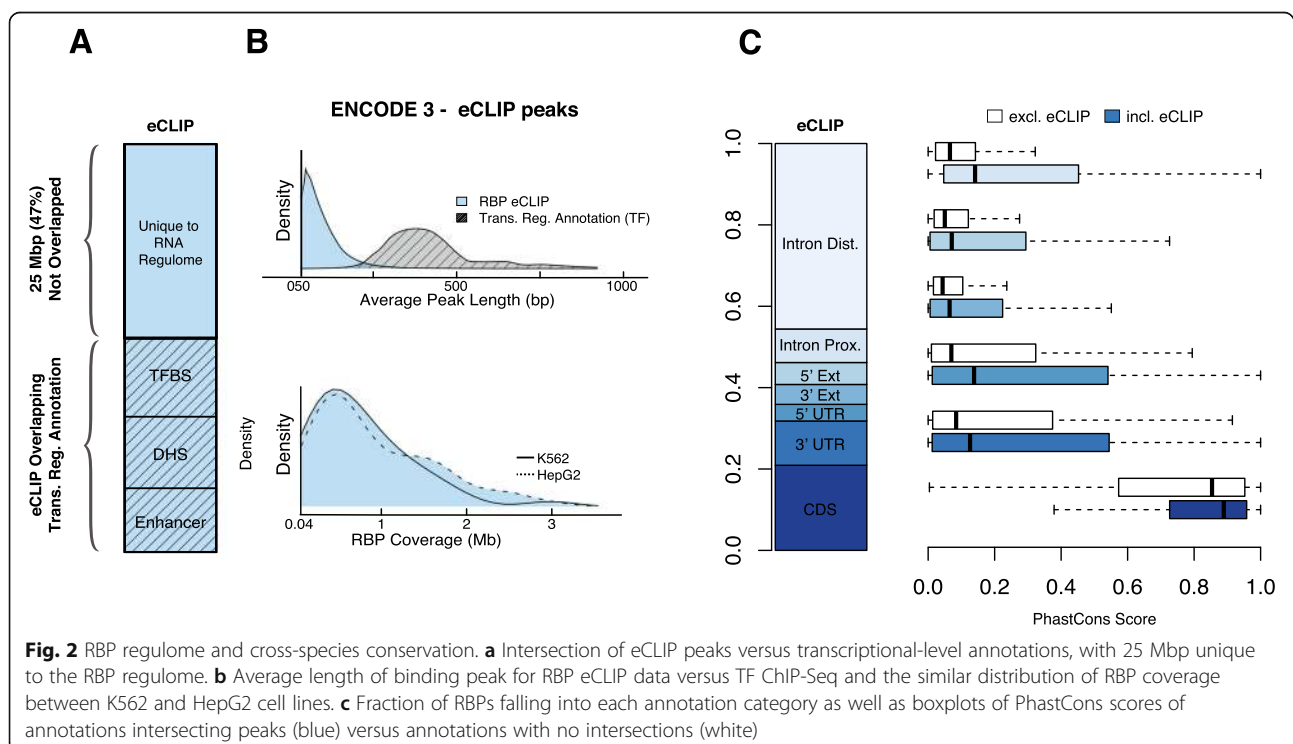 A
B
C
ENCODE 3 - eCLIP peaks
eCLIP
25 Mbp (47%)
Not Overlapped
Unique to
RNA
Regulome
eCLIP Overlapping
Trans. Reg. Annotation
TFBS
DHS
Enhancer
Density
RBP eCLIP
Trans. Reg. Annotation (TF)
050 500 1000
Average Peak Length (bp)
Density
Density
K562
HepG2
0.04 1 2 3
RBP Coverage (Mb)
eCLIP
excl. eCLIP incl. eCLIP
1.0
0.8
0.6
0.4
0.2
0.0
Intron Dist.
Intron Prox.
5' Ext
3' Ext
5' UTR
3' UTR
CDS
0.0 0.2 0.4 0.6 0.8 1.0
PhastCons Score
Fig. 2 RBP regulome and cross-species conservation. a Intersection of eCLIP peaks versus transcriptional-level annotations, with 25 Mbp unique
to the RBP regulome. b Average length of binding peak for RBP eCLIP data versus TF ChIP-Seq and the similar distribution of RBP coverage
between K562 and HepG2 cell lines. c Fraction of RBPs falling into each annotation category as well as boxplots of PhastCons scores of
annotations intersecting peaks (blue) versus annotations with no intersections (white)